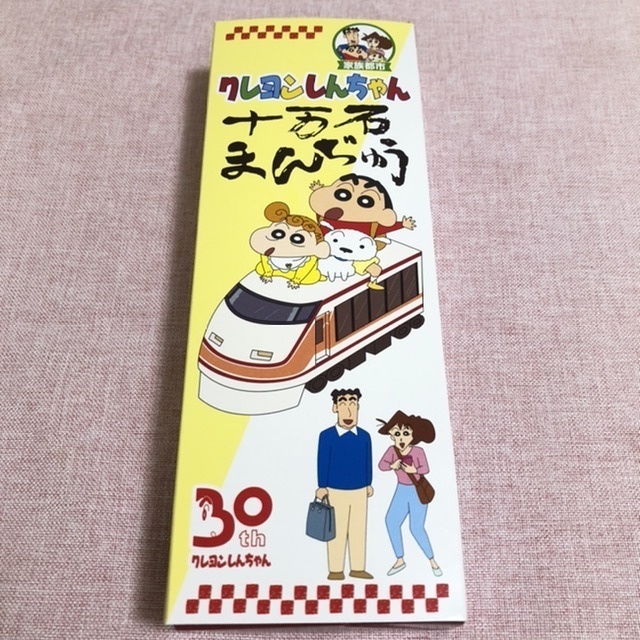 家族都市
クレヨンしんちゃん
十万石
まんぢゅう
30th
クレヨンしんちゃん